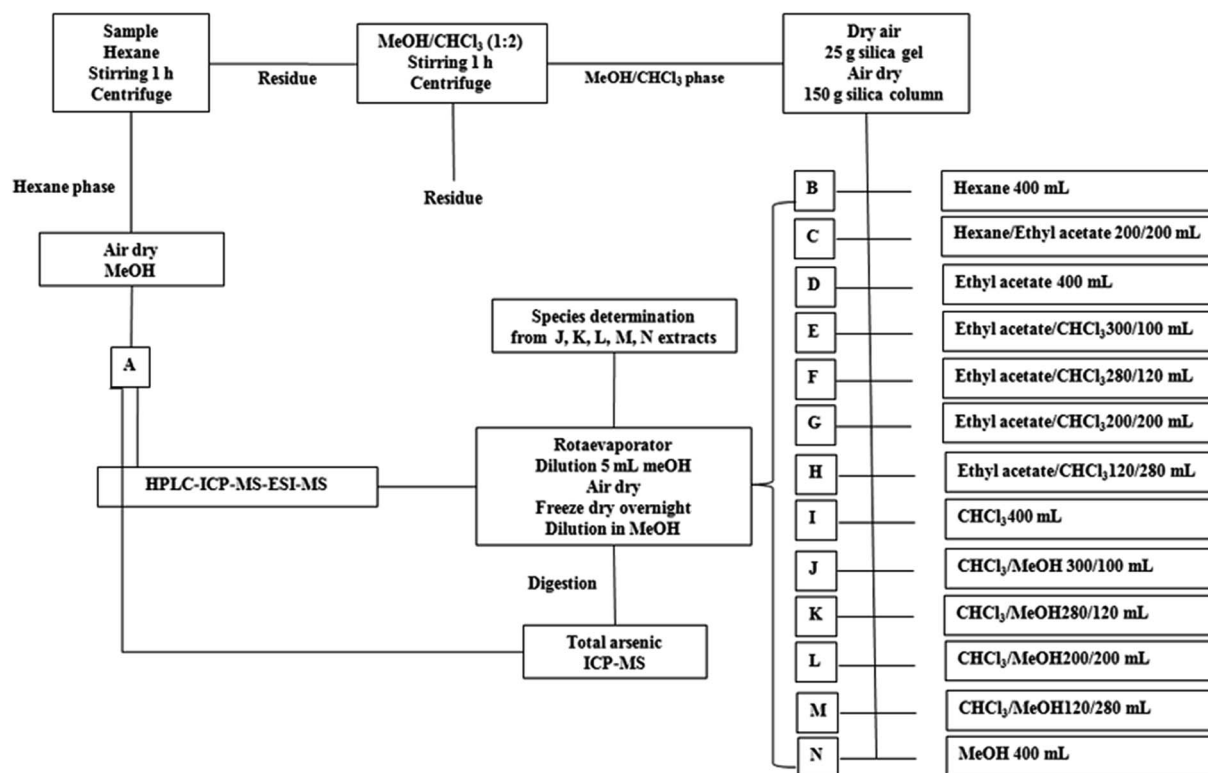 Sample
Hexane
Stirring 1 h
Centrifuge
Residue
MeOH/CHCl₃ (1:2)
Stirring 1 h
Centrifuge
MeOH/CHCl₃ phase
Dry air
25 g silica gel
Air dry
150 g silica column
Hexane phase
Residue
Air dry
MeOH
A
Species determination
from J, K, L, M, N extracts
HPLC-ICP-MS-ESI-MS
Rotaevaporator
Dilution 5 mL meOH
Air dry
Freeze dry overnight
Dilution in MeOH
Digestion
Total arsenic
ICP-MS
B
Hexane 400 mL
C
Hexane/Ethyl acetate 200/200 mL
D
Ethyl acetate 400 mL
E
Ethyl acetate/CHCl₃300/100 mL
F
Ethyl acetate/CHCl₃280/120 mL
G
Ethyl acetate/CHCl₃200/200 mL
H
Ethyl acetate/CHCl₃120/280 mL
I
CHCl₃400 mL
J
CHCl₃/MeOH 300/100 mL
K
CHCl₃/MeOH280/120 mL
L
CHCl₃/MeOH200/200 mL
M
CHCl₃/MeOH120/280 mL
N
MeOH 400 mL